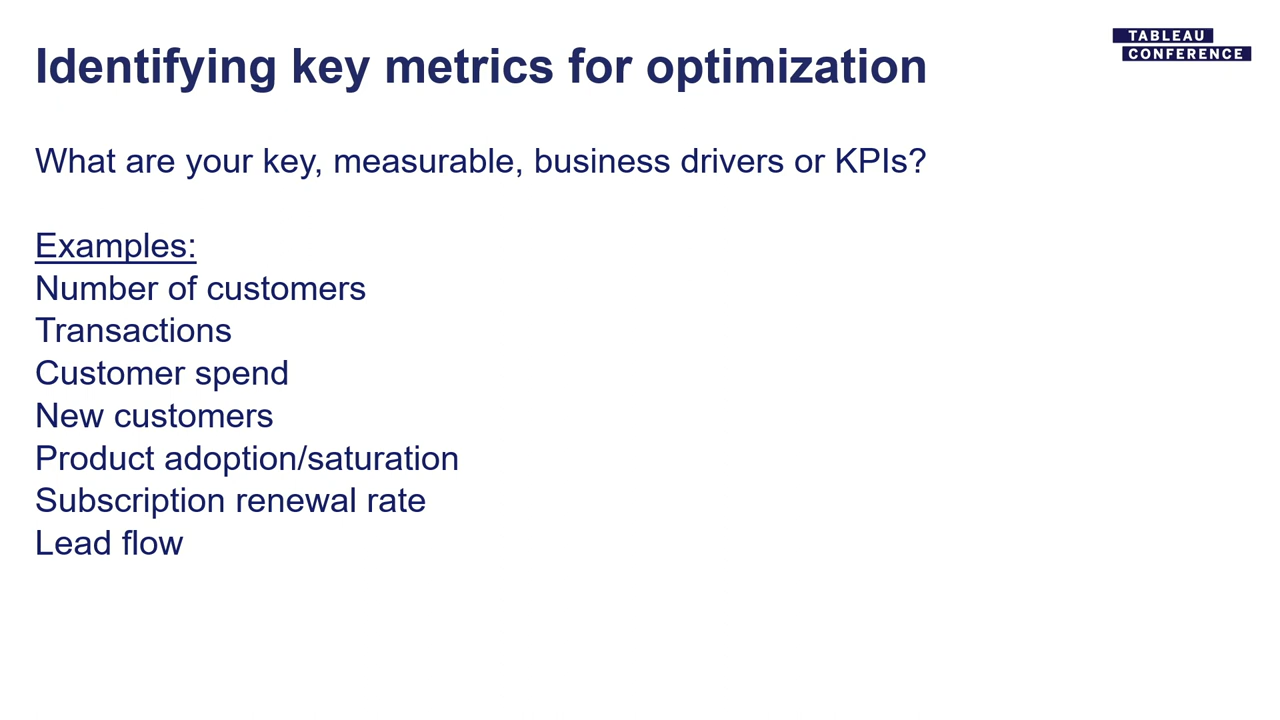 Identifying key metrics for optimization
TABLEAU
CONFERENCE
What are your key, measurable, business drivers or KPIs?
Examples:
Number of customers
Transactions
Customer spend
New customers
Product adoption/saturation
Subscription renewal rate
Lead flow